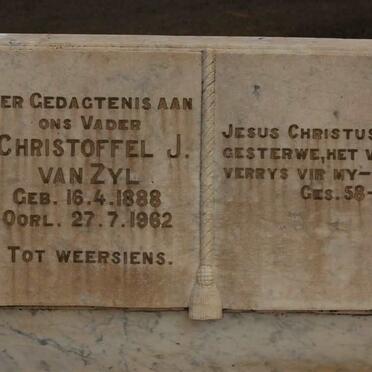 ER GEDAGTENIS AAN
ONS VADER
CHRISTOFFEL J.
VAN ZYL
GEB. 16.4.1888
OORL. 27.7.1962
TOT WEERSIENS.
JESUS CHRISTUS
GESTERWE, HET V
VERRYS VIR MY-
GES. 58-